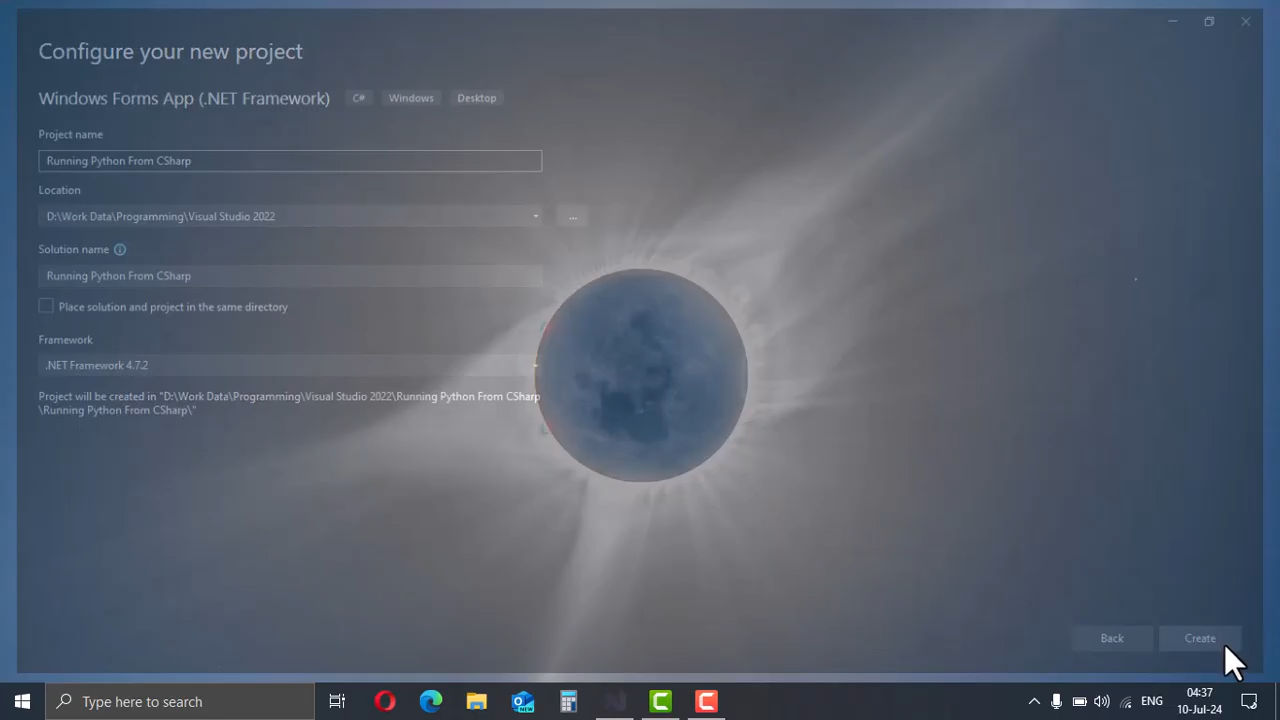 Configure your new project
Windows Forms App (.NET Framework) C# Windows Desktop
Project name
Running Python From CSharp
Location
D:\Work Data\Programming\Visual Studio 2022
...
Solution name
Running Python From CSharp
Place solution and project in the same directory
Framework
.NET Framework 4.7.2
Project will be created in "D:\Work Data\Programming\Visual Studio 2022\Running Python From CSharp
\Running Python From CSharp\"
Back Create
Type here to search
NEW
ENG
04:37
10-Jul-24